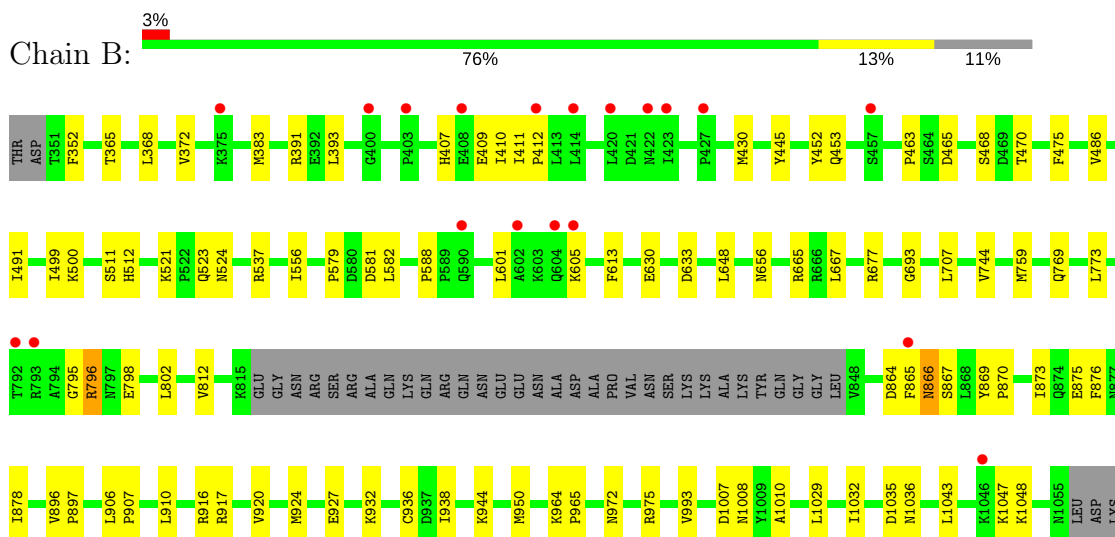 3%
Chain B:
76% 13% 11%
THR ASP T351 F352 T365 L368 V372 K375 M383 R391 E392 L393 G400 P403 H407 E408 E409 I410 I411 P412 L413 L414 L420 D421 N422 I423 P427 M430 Y445 Y452 Q453 S457 P463 S464 D465 S468 D469 T470 F475 V486
I491 I499 K500 S511 H512 K521 P522 Q523 N524 R537 I556 P579 D580 D581 L582 P588 P589 Q590 L601 A602 K603 Q604 K605 F613 E630 D633 L648 N656 R665 R666 L667 R677 G693 L707 V744 M759 Q769 L773
T792 R793 A794 G795 R796 N797 E798 L802 V812 K815 GLU GLY ASN ARG SER ARG ALA GLN LYS GLN ARG GLN ASN GLU GLU ASN ALA ASP ALA PRO VAL ASN SER LYS LYS ALA LYS TYR GLN GLY GLY LEU V848 D864 F865 N866 S867 L868 Y869 P870 I873 Q874 E875 F876 N877
I878 V896 P897 L906 P907 L910 R916 R917 V920 M924 E927 K932 C936 D937 I938 K944 M950 K964 P965 N972 R975 V993 D1007 N1008 Y1009 A1010 L1029 I1032 D1035 N1036 L1043 K1046 K1047 K1048 N1055 LEU ASP LYS